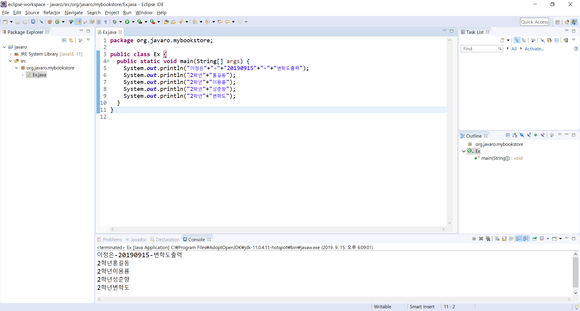 eclipse-workspace - javaro/src/org/javaro/mybookstore/Ex.java - Eclipse IDE
File Edit Source Refactor Navigate Search Project Run Window Help
Quick Access
Package Explorer
javaro
JRE System Library [JavaSE-11]
src
org.javaro.mybookstore
Ex.java
Ex.java
1 package org.javaro.mybookstore;
2
3 public class Ex {
4 public static void main(String[] args) {
5 System.out.println("이정은"+"-"+"20190915"+"-"+"변학도출력");
6 System.out.println("2학년"+"홍길동");
7 System.out.println("2학년"+"이몽룡");
8 System.out.println("2학년"+"성춘향");
9 System.out.println("2학년"+"변학도");
10 }
11 }
12
Task List
Find
All
Activate...
Outline
org.javaro.mybookstore
Ex
main(String[]) : void
Problems Javadoc Declaration Console
<terminated> Ex [Java Application] C:\Program Files\AdoptOpenJDK\jdk-11.0.4.11-hotspot\bin\javaw.exe (2019. 9. 15. 오후 6:09:01)
이정은-20190915-변학도출력
2학년홍길동
2학년이몽룡
2학년성춘향
2학년변학도
Writable
Smart Insert
11 : 2